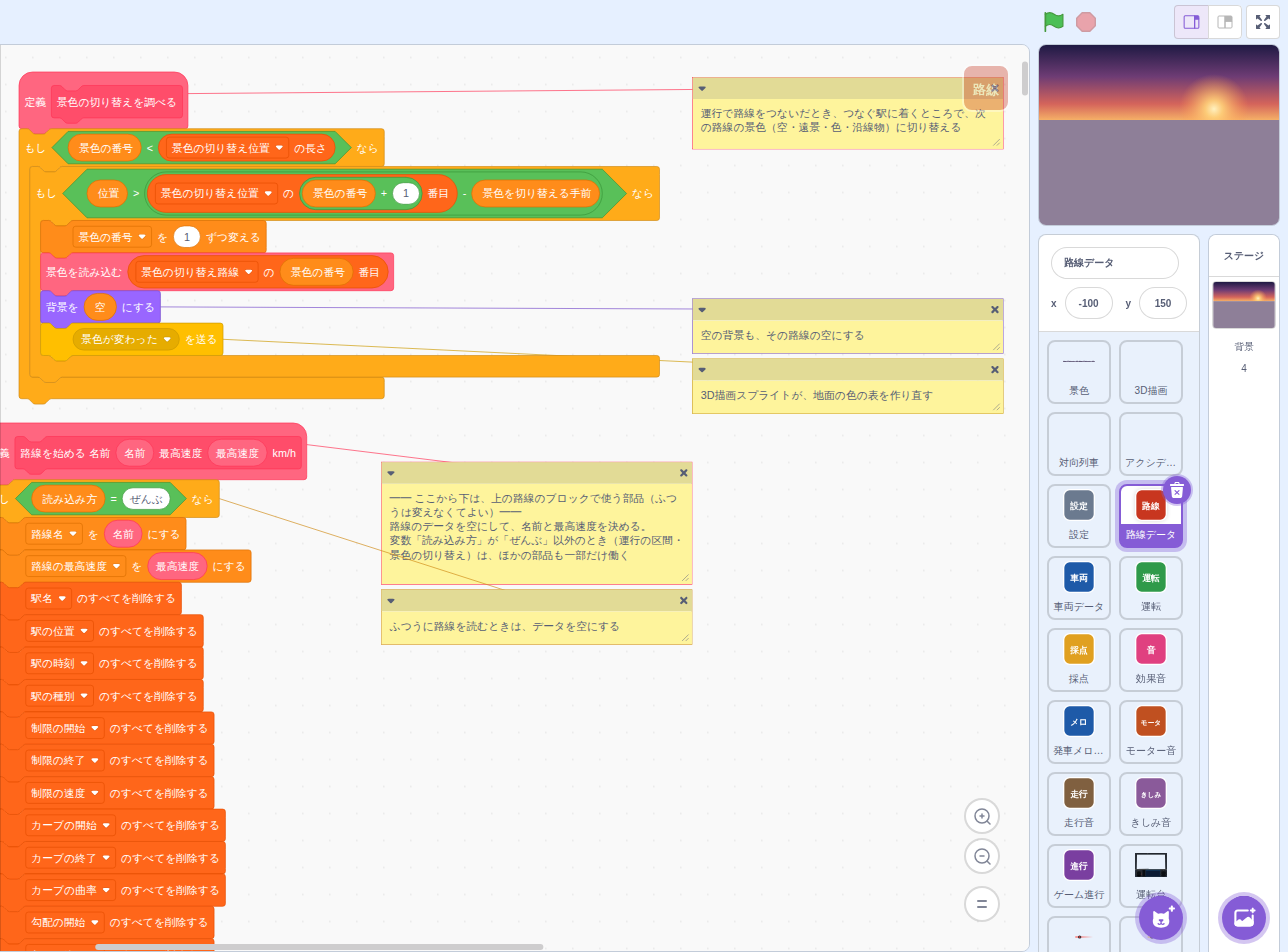 定義 景色の切り替えを調べる
もし 景色の番号 < 景色の切り替え位置 の長さ なら
もし 位置 > 景色の切り替え位置 の 景色の番号 + 1 番目 - 景色を切り替える手前 なら
景色の番号 を 1 ずつ変える
景色を読み込む 景色の切り替え路線 の 景色の番号 番目
背景を 空 にする
景色が変わった を送る
路線
運行で路線をつないだとき、つなぐ駅に着くところで、次
の路線の景色（空・遠景・色・沿線物）に切り替える
空の背景も、その路線の空にする
3D描画スプライトが、地面の色の表を作り直す
義 路線を始める 名前 名前 最高速度 最高速度 km/h
し 読み込み方 = ぜんぶ なら
路線名 を 名前 にする
路線の最高速度 を 最高速度 にする
駅名 のすべてを削除する
駅の位置 のすべてを削除する
駅の時刻 のすべてを削除する
駅の種別 のすべてを削除する
制限の開始 のすべてを削除する
制限の終了 のすべてを削除する
制限の速度 のすべてを削除する
カーブの開始 のすべてを削除する
カーブの終了 のすべてを削除する
カーブの曲率 のすべてを削除する
勾配の開始 のすべてを削除する
━━ ここから下は、上の路線のブロックで使う部品（ふつ
うは変えなくてよい）━━
路線のデータを空にして、名前と最高速度を決める。
変数「読み込み方」が「ぜんぶ」以外のとき（運行の区間・
景色の切り替え）は、ほかの部品も一部だけ働く
ふつうに路線を読むときは、データを空にする
路線データ
x -100 y 150
景色
3D描画
対向列車
アクシデ…
設定
設定
路線
路線データ
車両
車両データ
運転
運転
採点
採点
音
効果音
メロ
発車メロ…
モータ
モーター音
走行
走行音
きしみ
きしみ音
進行
ゲーム進行
運転台
ステージ
背景
4